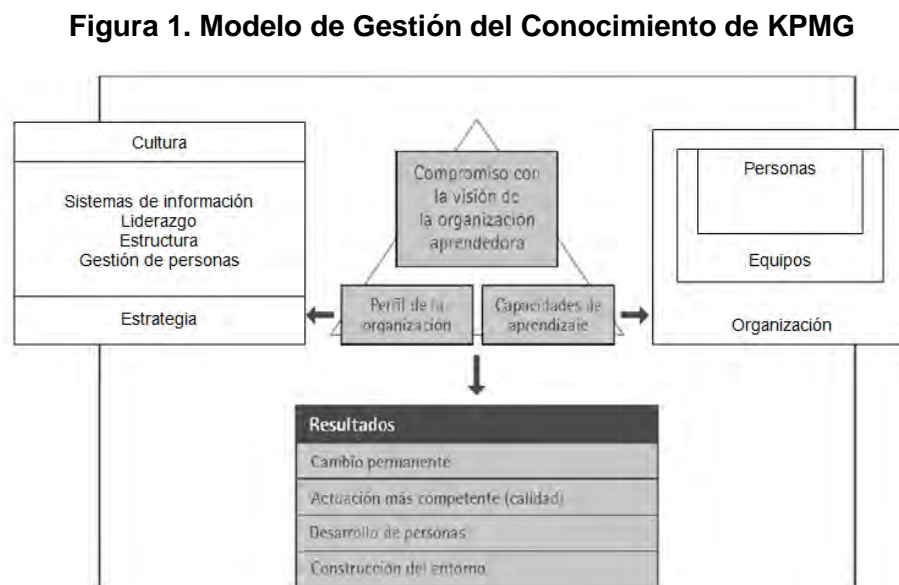 Figura 1. Modelo de Gestión del Conocimiento de KPMG
Cultura
Sistemas de información
Liderazgo
Estructura
Gestión de personas
Estrategia
Compromiso con
la visión de
la organización
aprendedora
Perfil de la
organización
Capacidades de
aprendizaje
Personas
Equipos
Organización
Resultados
Cambio permanente
Actuación más competente (calidad)
Desarrollo de personas
Construcción del entorno